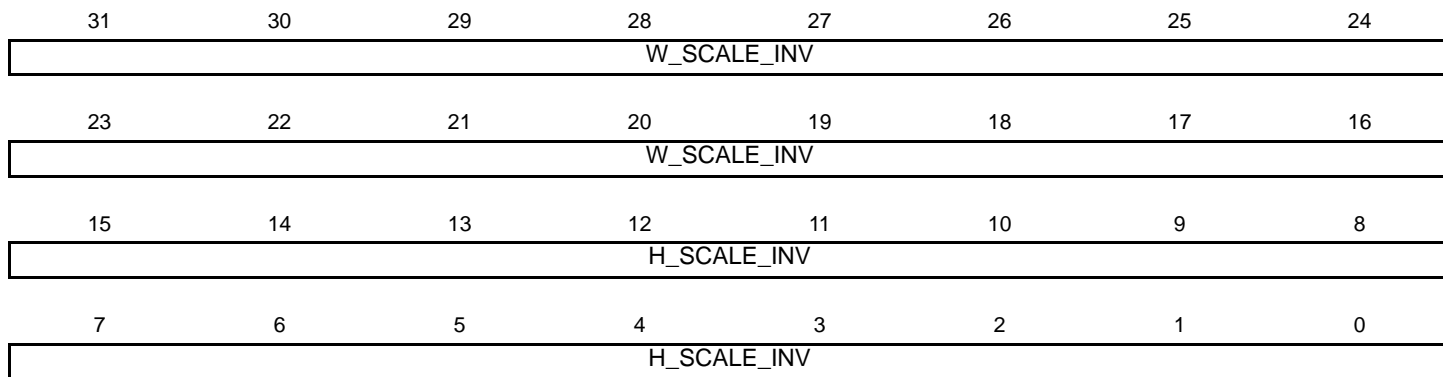 31 30 29 28 27 26 25 24
W_SCALE_INV
23 22 21 20 19 18 17 16
W_SCALE_INV
15 14 13 12 11 10 9 8
H_SCALE_INV
7 6 5 4 3 2 1 0
H_SCALE_INV